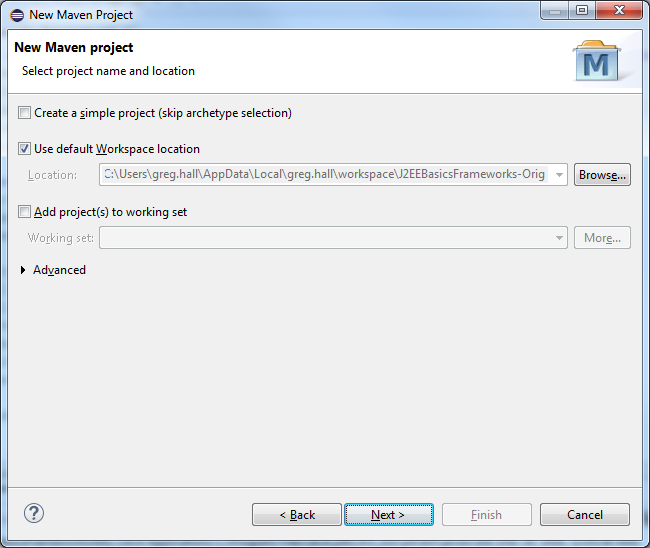 New Maven Project
New Maven project
Select project name and location
M
Create a simple project (skip archetype selection)
Use default Workspace location
Location: C:\Users\greg.hall\AppData\Local\greg.hall\workspace\J2EEBasicsFrameworks-Orig Browse...
Add project(s) to working set
Working set: More...
Advanced
?
< Back Next > Finish Cancel